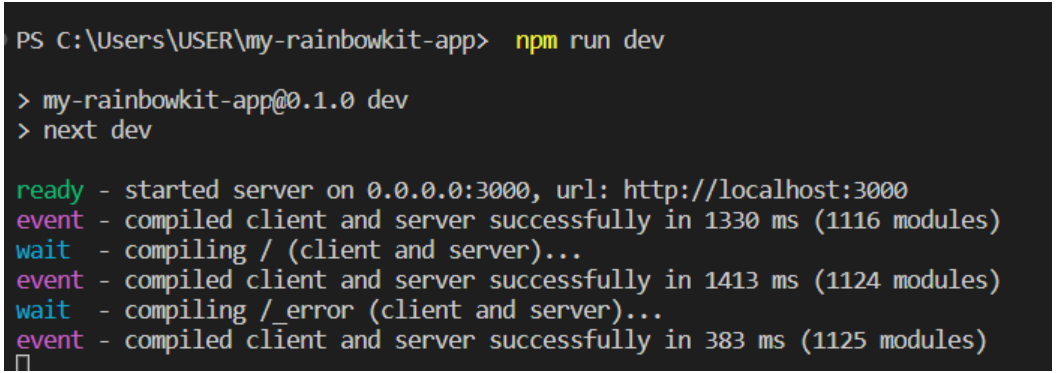 PS C:\Users\USER\my-rainbowkit-app> npm run dev
> my-rainbowkit-app@0.1.0 dev
> next dev
ready - started server on 0.0.0.0:3000, url: http://localhost:3000
event - compiled client and server successfully in 1330 ms (1116 modules)
wait  - compiling / (client and server)...
event - compiled client and server successfully in 1413 ms (1124 modules)
wait  - compiling /_error (client and server)...
event - compiled client and server successfully in 383 ms (1125 modules)